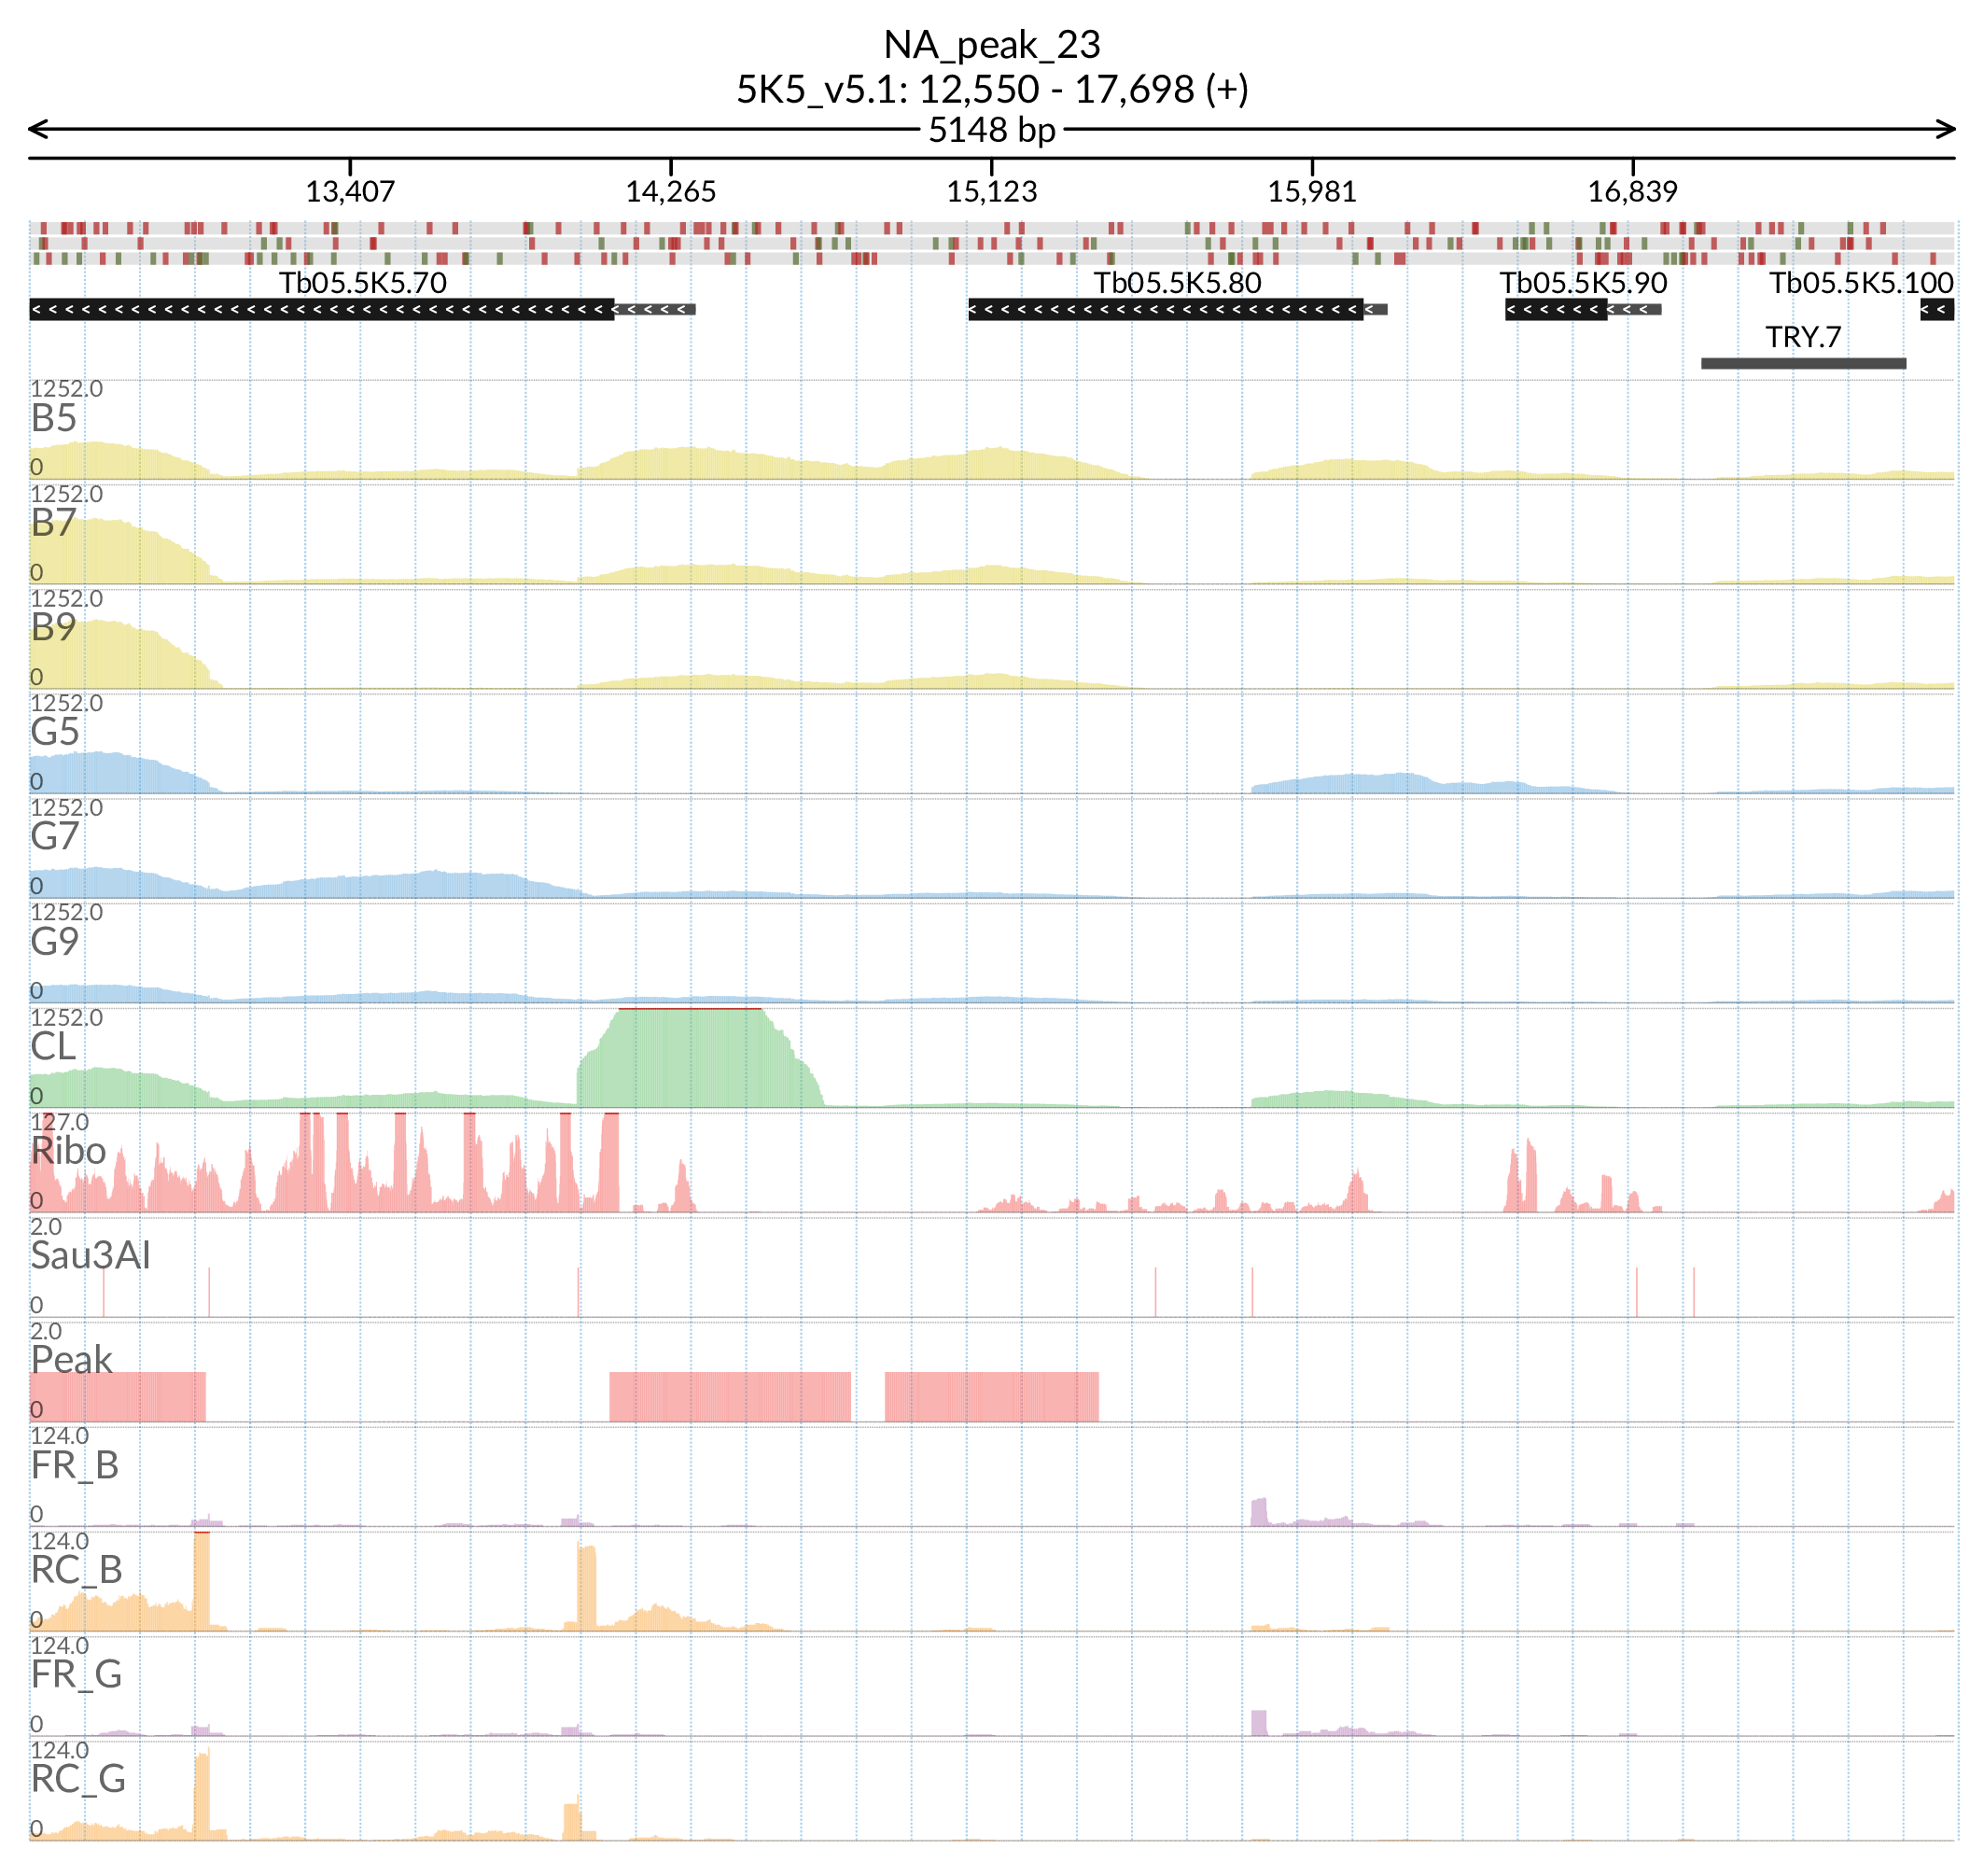 NA_peak_23
5K5_v5.1: 12,550 - 17,698 (+)
5148 bp
13,407 14,265 15,123 15,981 16,839
Tb05.5K5.70 Tb05.5K5.80 Tb05.5K5.90 Tb05.5K5.100
TRY.7
1252.0
B5
0
1252.0
B7
0
1252.0
B9
0
1252.0
G5
0
1252.0
G7
0
1252.0
G9
0
1252.0
CL
0
127.0
Ribo
0
2.0
Sau3AI
0
2.0
Peak
0
124.0
FR_B
0
124.0
RC_B
0
124.0
FR_G
0
124.0
RC_G
0